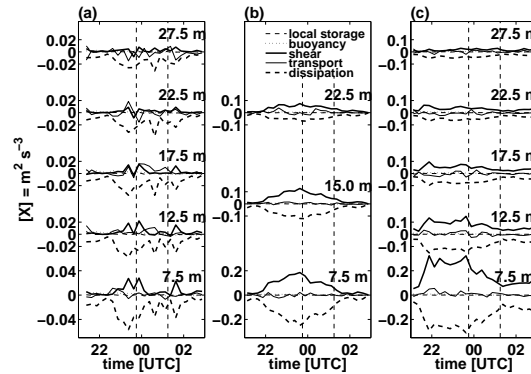 (a)
(b)
(c)
[X] = m² s⁻³
27.5 m
0.02
0
−0.02
22.5 m
0.02
0
−0.02
17.5 m
0.02
0
−0.02
12.5 m
0.02
0
−0.02
7.5 m
0.04
0
−0.04
22 00 02
time [UTC]
local storage
buoyancy
shear
transport
dissipation
22.5 m
0.1
0
−0.1
15.0 m
0.1
0
−0.1
7.5 m
0.2
0
−0.2
22 00 02
time [UTC]
27.5 m
0.1
0
−0.1
22.5 m
0.1
0
−0.1
17.5 m
0.1
0
−0.1
12.5 m
0.1
0
−0.1
7.5 m
0.2
0
−0.2
22 00 02
time [UTC]